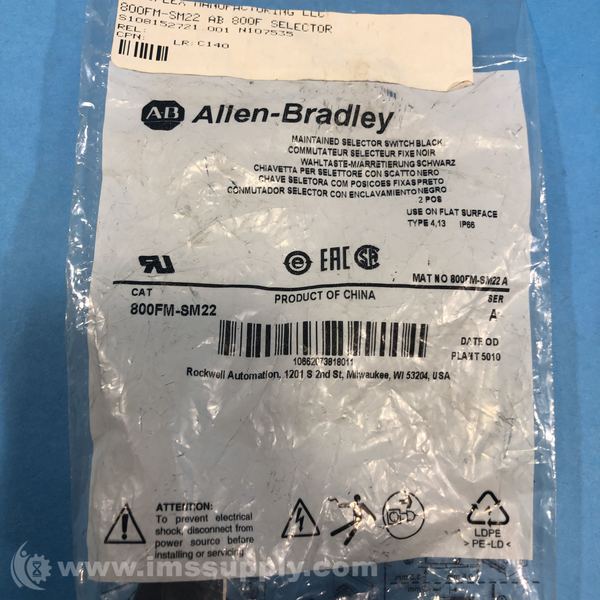 MANUFACTURING LLC
800FM-SM22 AB 800F SELECTOR
S108152721.001 N107535
REL:
CPN:
LR:C140
AB Allen-Bradley
MAINTAINED SELECTOR SWITCH BLACK
COMMUTATEUR SELECTEUR FIXE NOIR
WAHLTASTE-M/ARRETIERUNG SCHWARZ
CHIAVETTA PER SELETTORE CON SCATTO NERO
CHAVE SELETORA COM POSICOES FIXAS PRETO
CONMUTADOR SELECTOR CON ENCLAVAMIENTO NEGRO
2 POS
USE ON FLAT SURFACE
TYPE 4,13 IP66
EAC
MAT NO 800FM-SM22 A
CAT
PRODUCT OF CHINA
SER
800FM-SM22
A
DATE OD
PLANT 5010
10662073818011
Rockwell Automation, 1201 S 2nd St, Milwaukee, WI 53204, USA
ATTENTION:
To prevent electrical
shock, disconnect from
power source before
installing or servicing.
LDPE
> PE-LD <
© www.imssupply.com